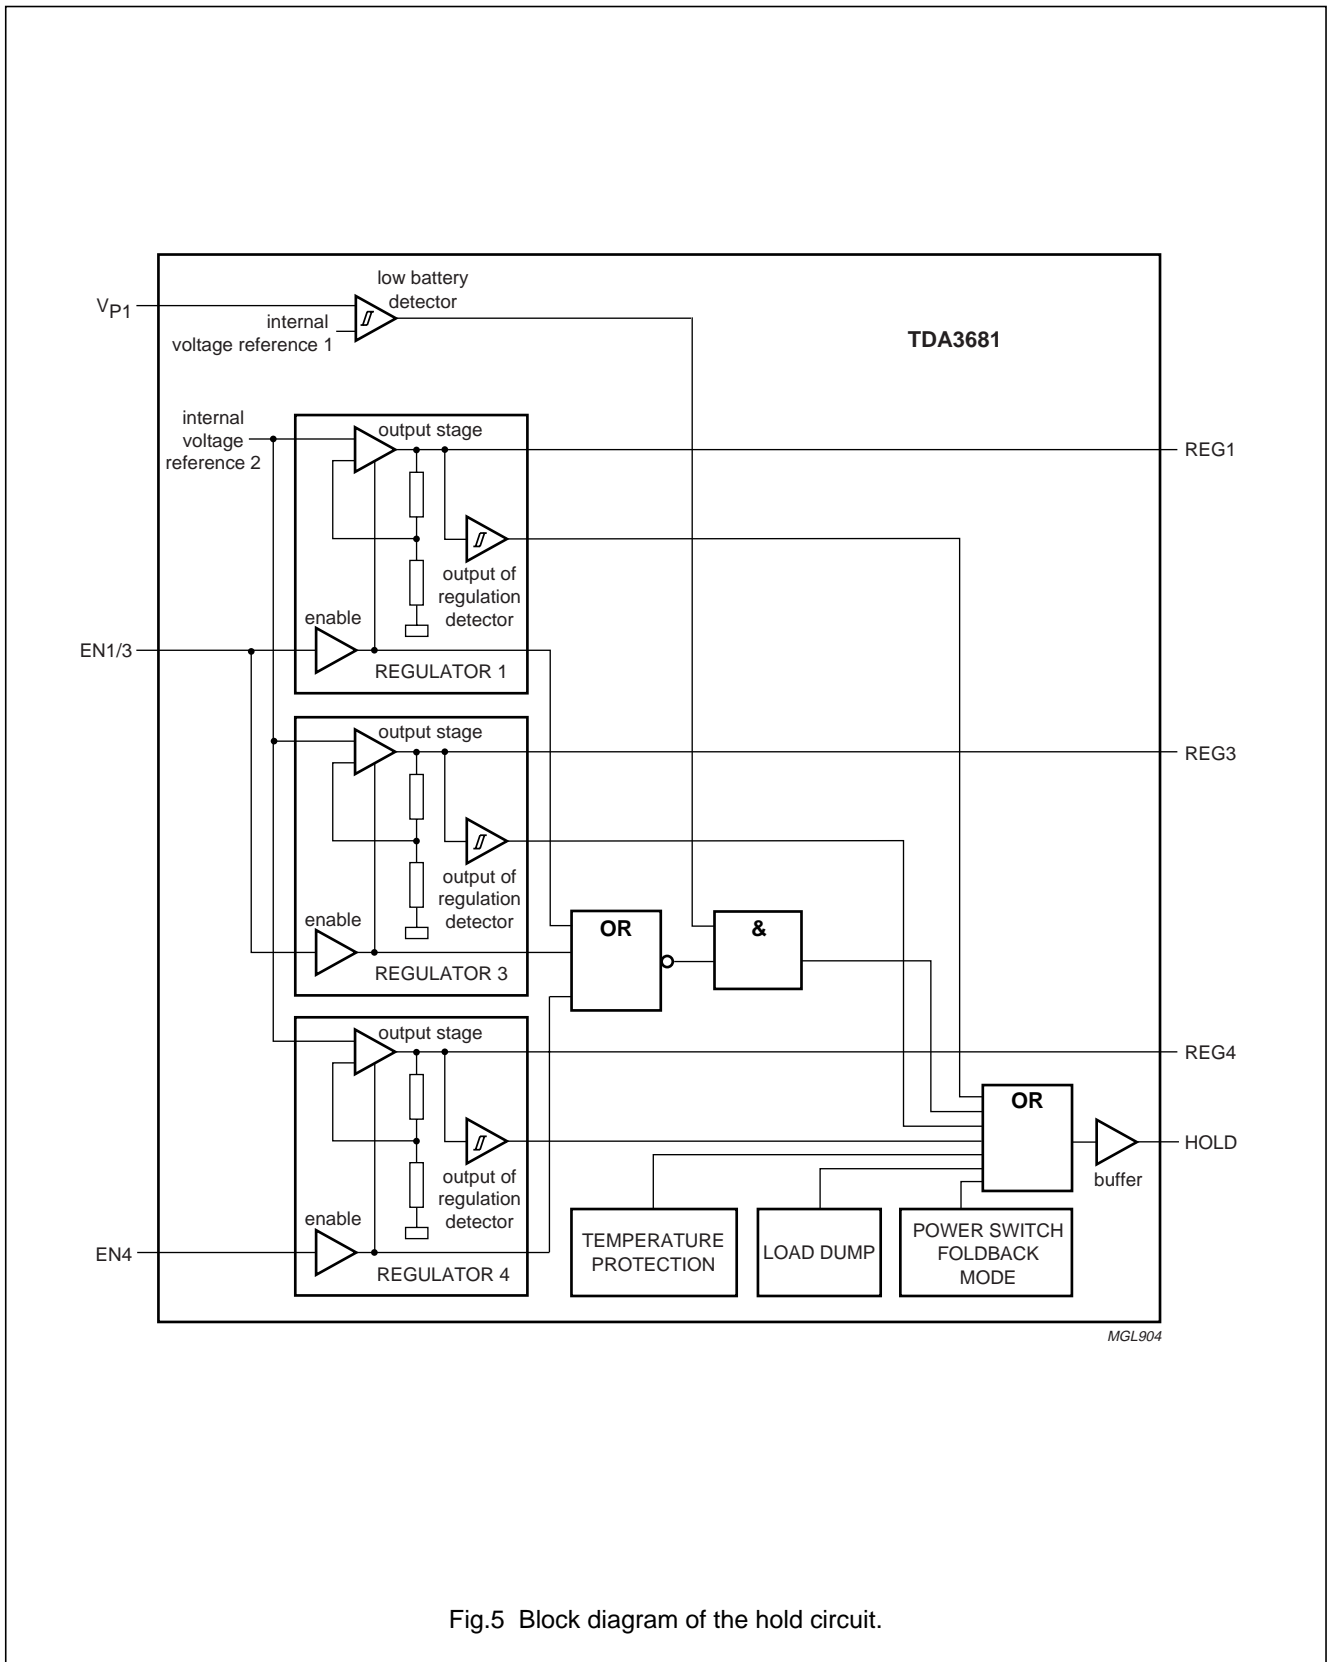 low battery
detector
VP1
internal
voltage reference 1
TDA3681
internal
voltage
reference 2
output stage
REG1
output of
regulation
detector
enable
EN1/3
REGULATOR 1
output stage
REG3
output of
regulation
detector
enable
REGULATOR 3
OR
&
output stage
REG4
OR
HOLD
buffer
output of
regulation
detector
enable
EN4
REGULATOR 4
TEMPERATURE
PROTECTION
LOAD DUMP
POWER SWITCH
FOLDBACK
MODE
MGL904
Fig.5 Block diagram of the hold circuit.